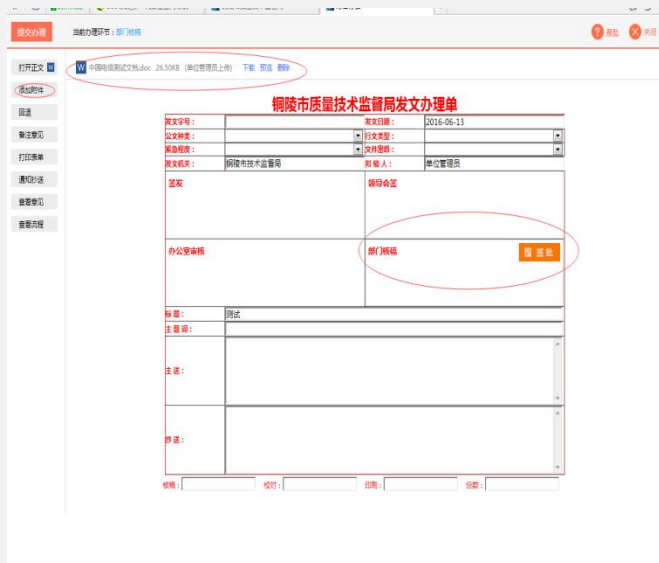 提交办理
当前办理环节：部门核稿
帮助 关闭
打开正文
中国电信测试文档.doc 26.50KB (单位管理员上传) 下载 预览 删除
添加附件
回退
备注意见
打印表单
通知抄送
查看意见
查看流程
铜陵市质量技术监督局发文办理单
发文字号： 发文日期： 2016-06-13
公文种类： 行文类型：
紧急程度： 文件密级：
发文机关： 铜陵市技术监督局 拟稿人： 单位管理员
签发 领导会签
办公室审核 部门核稿 签批
标题： 测试
主题词：
主送：
抄送：
核稿： 校对： 印刷： 份数：